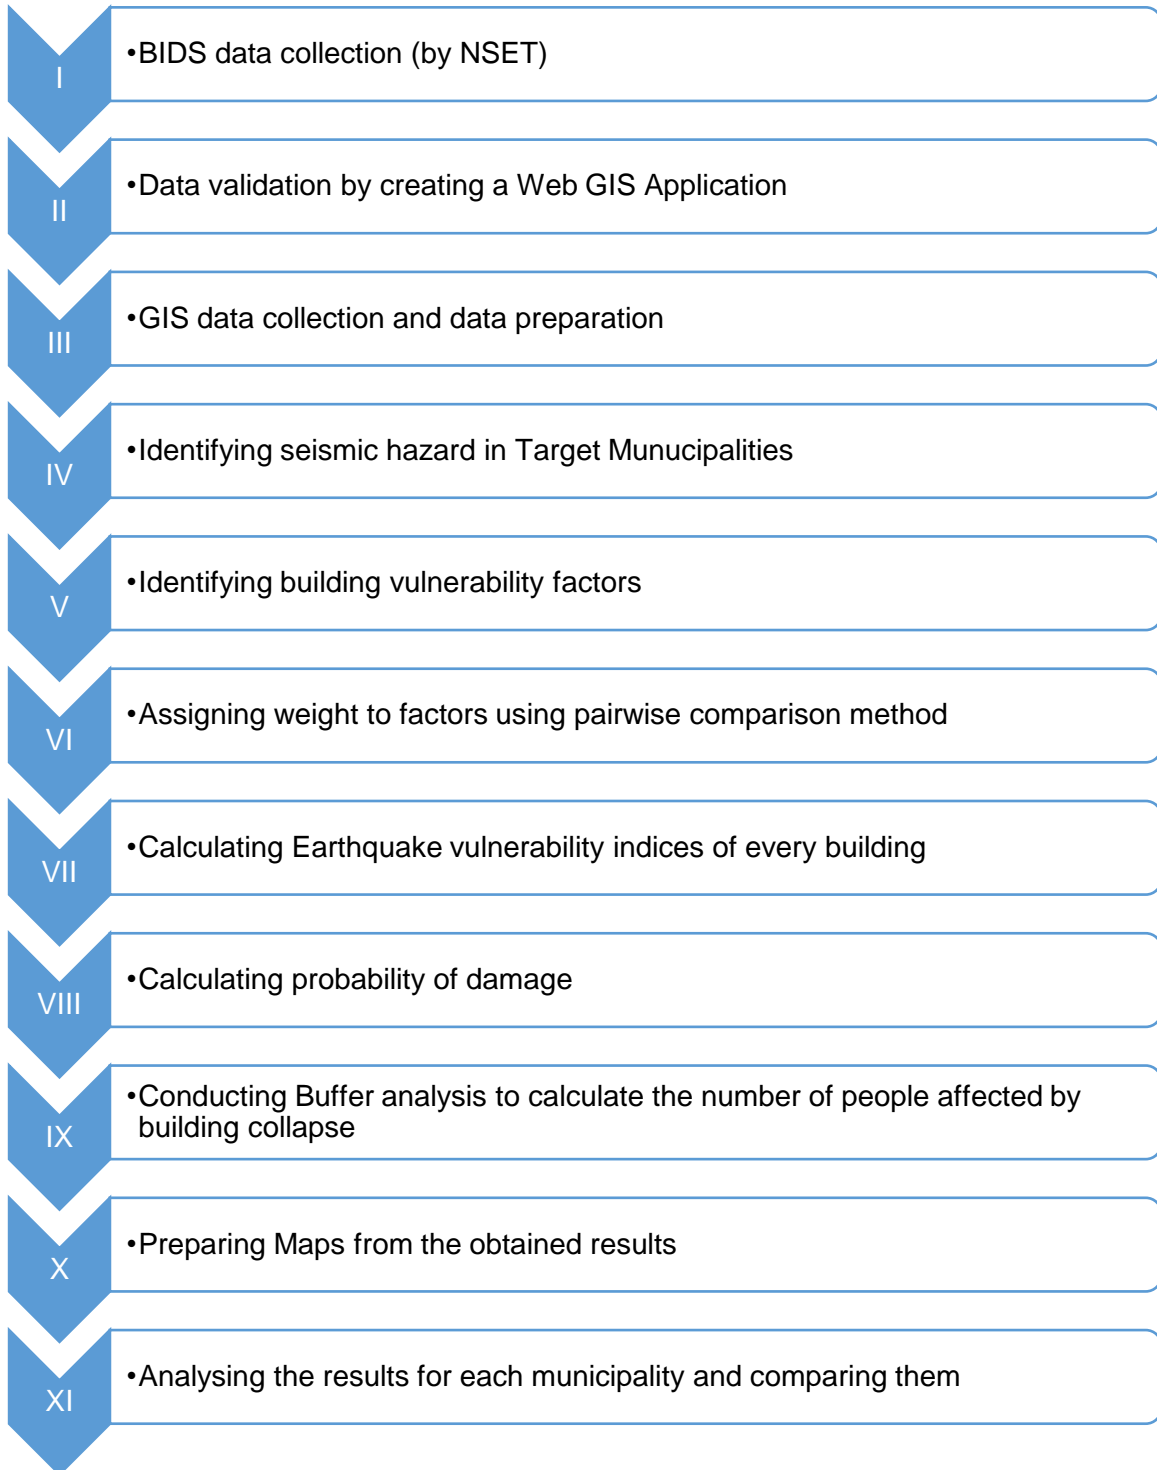 I
•BIDS data collection (by NSET)
II
•Data validation by creating a Web GIS Application
III
•GIS data collection and data preparation
IV
•Identifying seismic hazard in Target Munucipalities
V
•Identifying building vulnerability factors
VI
•Assigning weight to factors using pairwise comparison method
VII
•Calculating Earthquake vulnerability indices of every building
VIII
•Calculating probability of damage
IX
•Conducting Buffer analysis to calculate the number of people affected by
building collapse
X
•Preparing Maps from the obtained results
XI
•Analysing the results for each municipality and comparing them